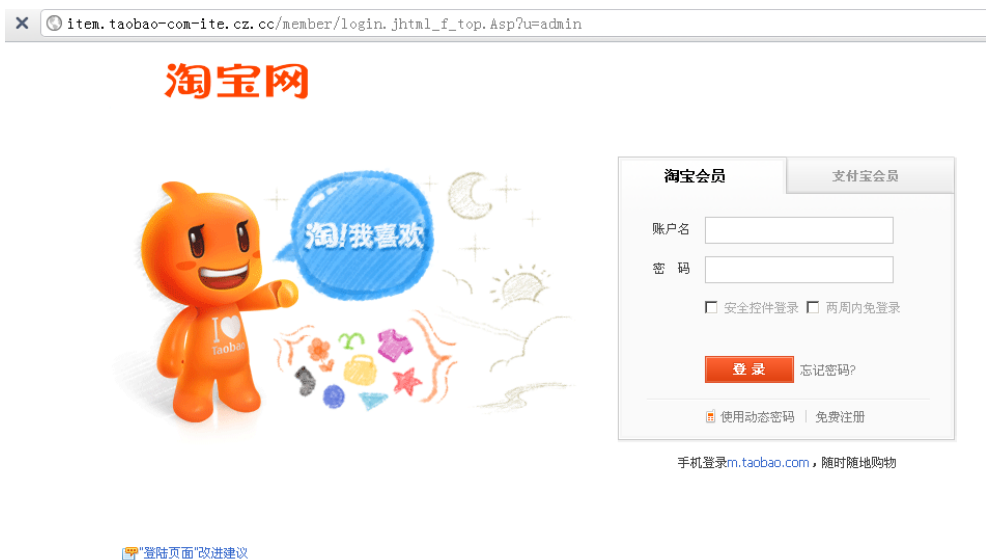 item.taobao-com-ite.cz.cc/member/login.jhtml_f_top.Asp?u=admin
淘宝网
淘宝会员 支付宝会员
淘!我喜欢
账户名
密 码
安全控件登录 两周内免登录
I
Taobao
登 录 忘记密码?
使用动态密码 免费注册
手机登录m.taobao.com，随时随地购物
"登陆页面"改进建议